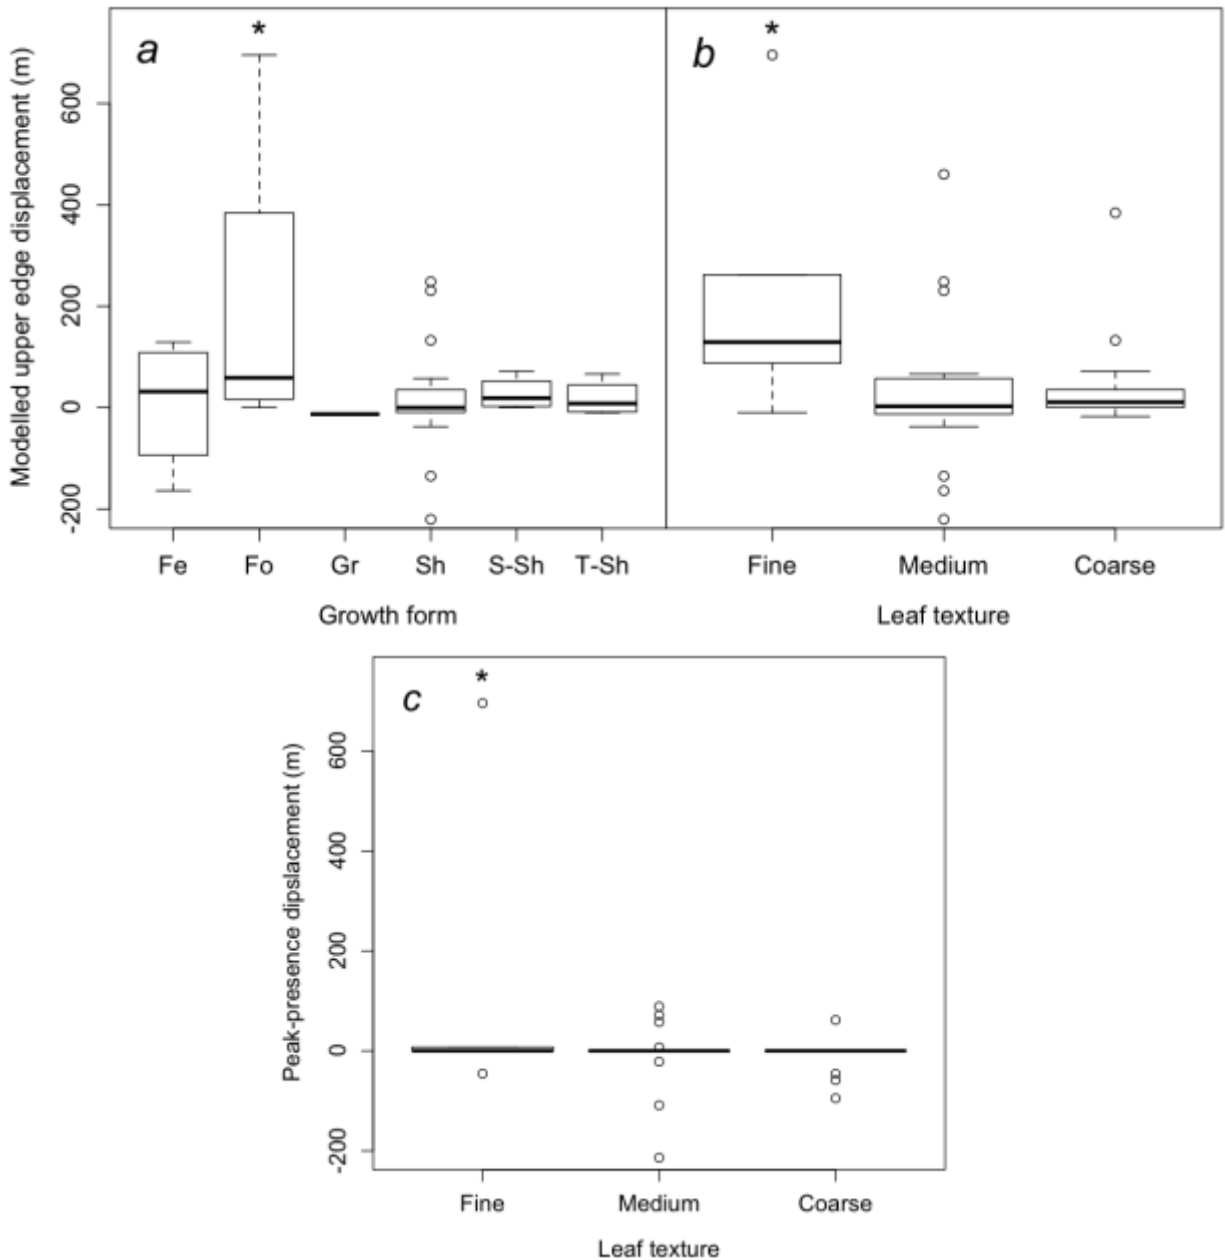 Modelled upper edge displacement (m)
600
400
200
0
-200
a
*
Fe Fo Gr Sh S-Sh T-Sh
Growth form
b
*
Fine Medium Coarse
Leaf texture
Peak-presence dipslacement (m)
600
400
200
0
-200
c
*
Fine Medium Coarse
Leaf texture